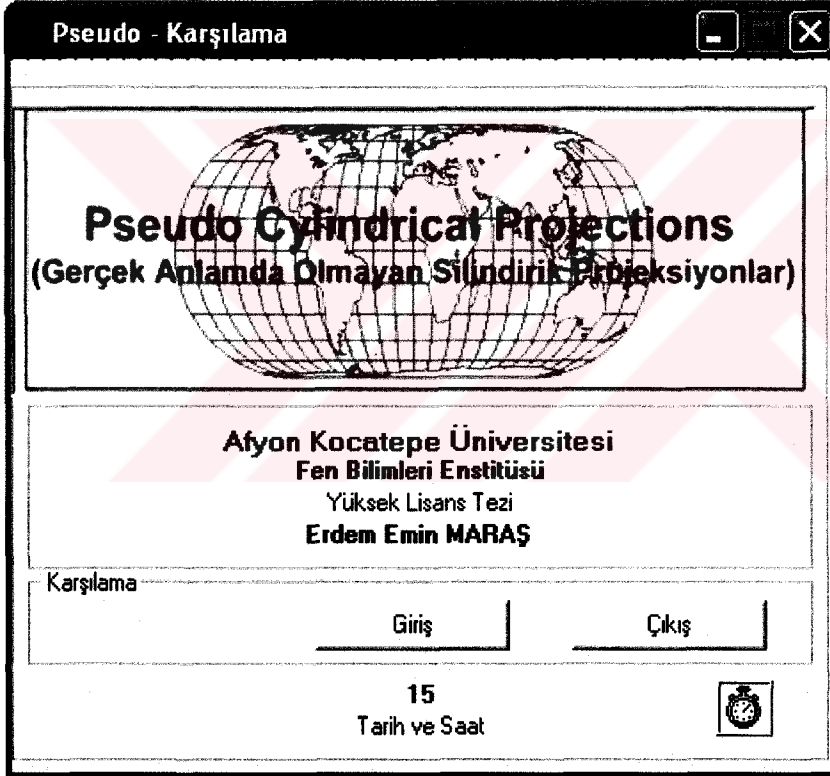 Pseudo - Karşılama
Pseudo Cylindrical Projections
(Gerçek Anlamda Olmayan Silindirik Projeksiyonlar)
Afyon Kocatepe Üniversitesi
Fen Bilimleri Enstitüsü
Yüksek Lisans Tezi
Erdem Emin MARAŞ
Karşılama
Giriş
Çıkış
15
Tarih ve Saat